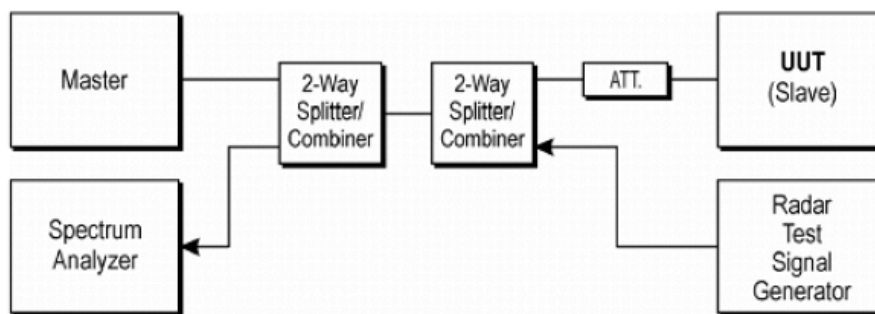 Master
2-Way
Splitter/
Combiner
2-Way
Splitter/
Combiner
ATT.
UUT
(Slave)
Spectrum
Analyzer
Radar
Test
Signal
Generator